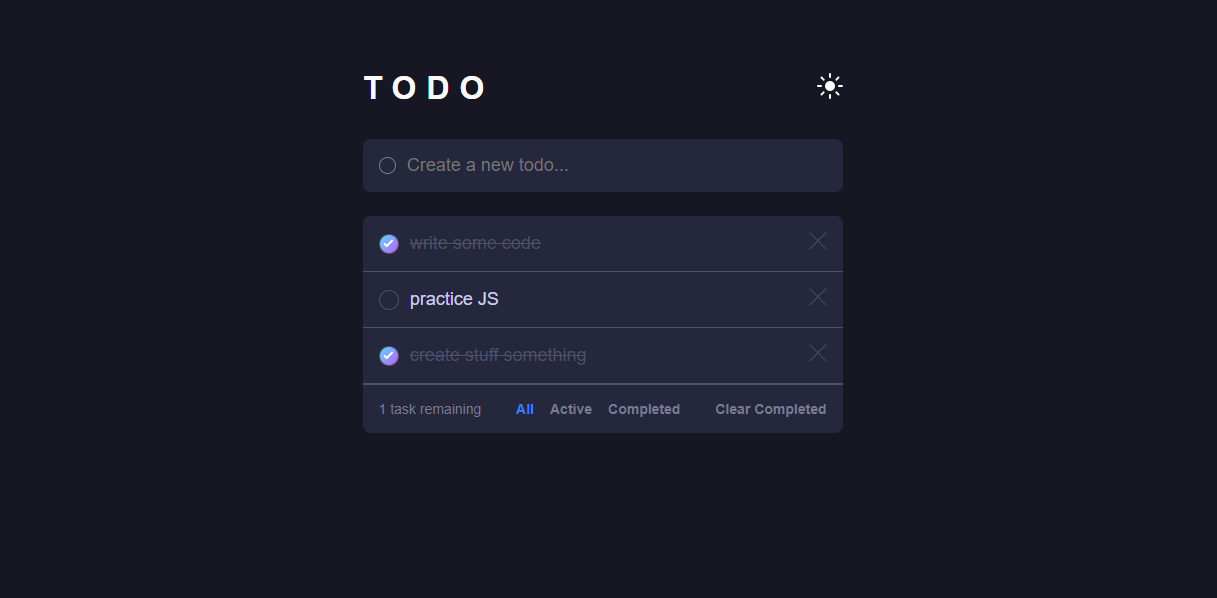 TODO
Create a new todo...
write some code
practice JS
create stuff something
1 task remaining All Active Completed Clear Completed